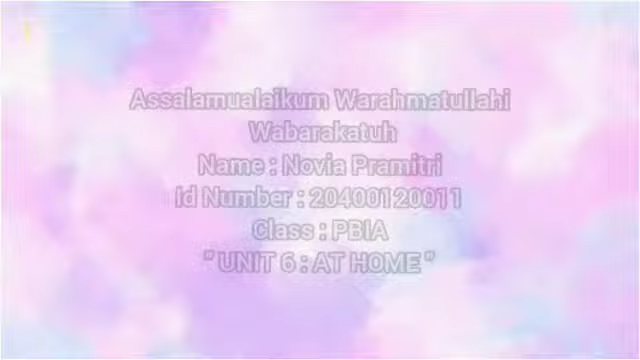 Assalamualaikum Warahmatullahi
Wabarakatuh
Name : Novia Pramitri
Id Number : 20400120011
Class : PBIA
" UNIT 6 : AT HOME "